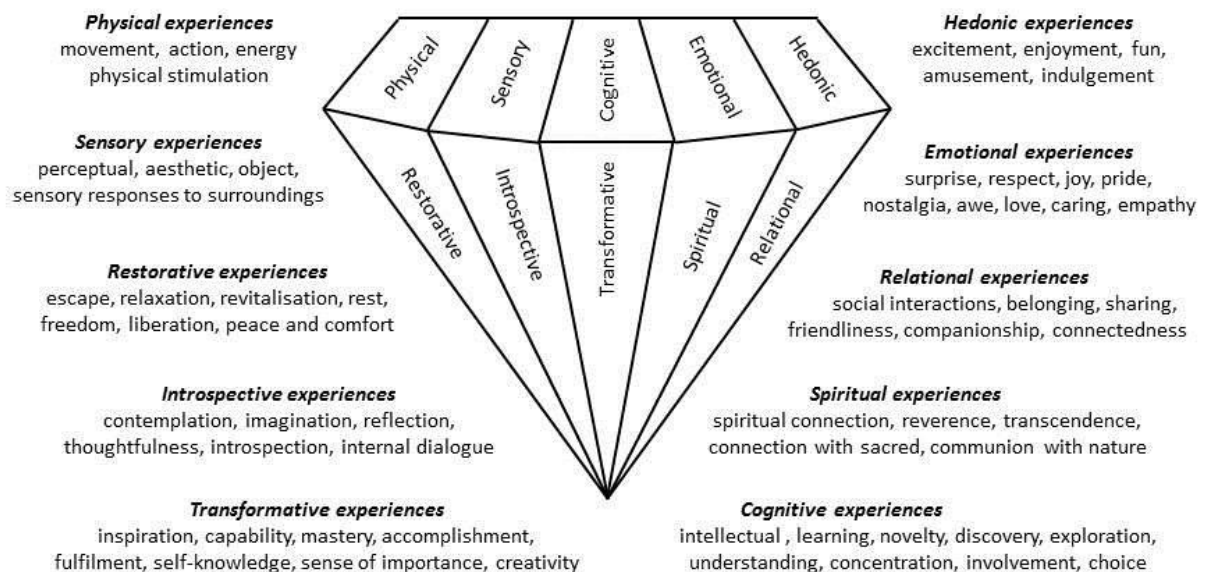 Physical experiences
movement, action, energy
physical stimulation
Sensory experiences
perceptual, aesthetic, object,
sensory responses to surroundings
Restorative experiences
escape, relaxation, revitalisation, rest,
freedom, liberation, peace and comfort
Introspective experiences
contemplation, imagination, reflection,
thoughtfulness, introspection, internal dialogue
Transformative experiences
inspiration, capability, mastery, accomplishment,
fulfilment, self-knowledge, sense of importance, creativity
Physical
Sensory
Cognitive
Emotional
Hedonic
Restorative
Introspective
Transformative
Spiritual
Relational
Hedonic experiences
excitement, enjoyment, fun,
amusement, indulgement
Emotional experiences
surprise, respect, joy, pride,
nostalgia, awe, love, caring, empathy
Relational experiences
social interactions, belonging, sharing,
friendliness, companionship, connectedness
Spiritual experiences
spiritual connection, reverence, transcendence,
connection with sacred, communion with nature
Cognitive experiences
intellectual , learning, novelty, discovery, exploration,
understanding, concentration, involvement, choice